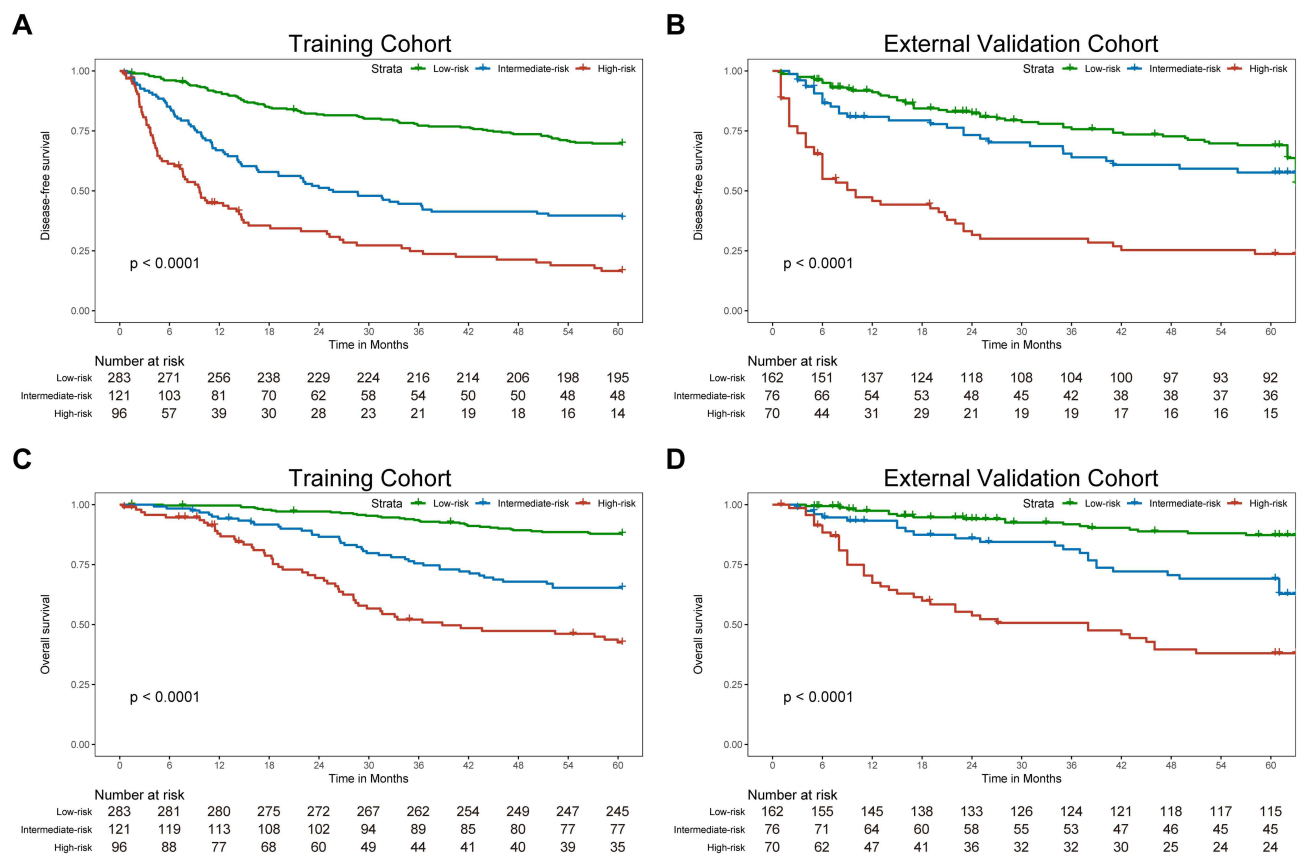 A
Training Cohort
Strata Low-risk Intermediate-risk High-risk
Disease-free survival
1.00
0.75
0.50
0.25
0.00
p < 0.0001
0 6 12 18 24 30 36 42 48 54 60
Time in Months
Number at risk
Low-risk 283 271 256 238 229 224 216 214 206 198 195
Intermediate-risk 121 103 81 70 62 58 54 50 50 48 48
High-risk 96 57 39 30 28 23 21 19 18 16 14
B
External Validation Cohort
Strata Low-risk Intermediate-risk High-risk
Disease-free survival
1.00
0.75
0.50
0.25
0.00
p < 0.0001
0 6 12 18 24 30 36 42 48 54 60
Time in Months
Number at risk
Low-risk 162 151 137 124 118 108 104 100 97 93 92
Intermediate-risk 76 66 54 53 48 45 42 38 38 37 36
High-risk 70 44 31 29 21 19 19 17 16 16 15
C
Training Cohort
Strata Low-risk Intermediate-risk High-risk
Overall survival
1.00
0.75
0.50
0.25
0.00
p < 0.0001
0 6 12 18 24 30 36 42 48 54 60
Time in Months
Number at risk
Low-risk 283 281 280 275 272 267 262 254 249 247 245
Intermediate-risk 121 119 113 108 102 94 89 85 80 77 77
High-risk 96 88 77 68 60 49 44 41 40 39 35
D
External Validation Cohort
Strata Low-risk Intermediate-risk High-risk
Overall survival
1.00
0.75
0.50
0.25
0.00
p < 0.0001
0 6 12 18 24 30 36 42 48 54 60
Time in Months
Number at risk
Low-risk 162 155 145 138 133 126 124 121 118 117 115
Intermediate-risk 76 71 64 60 58 55 53 47 46 45 45
High-risk 70 62 47 41 36 32 32 30 25 24 24